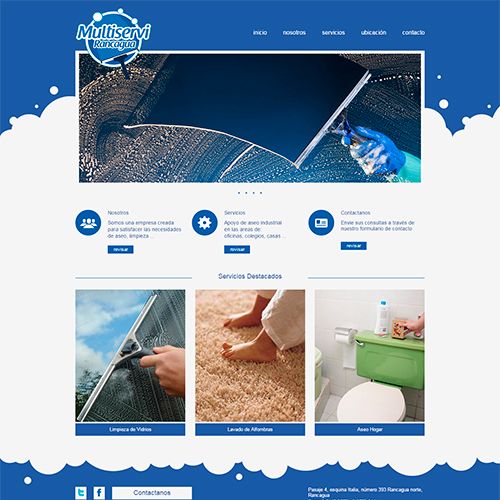 Multiservi
Rancagua
inicio nosotros servicios ubicación contacto
Nosotros
Somos una empresa creada
para satisfacer las necesidades
de aseo, limpieza ...
revisar
Servicios
Apoyo de aseo industrial
en las areas de:
oficinas, colegios, casas ...
revisar
Contactanos
Envie sus consultas a través de
nuestro formulario de contacto
revisar
Servicios Destacados
Limpieza de Vidrios
Lavado de Alfombras
Aseo Hogar
Contactanos
Pasaje 4, esquina Italia, número 393 Rancagua norte,
Rancagua